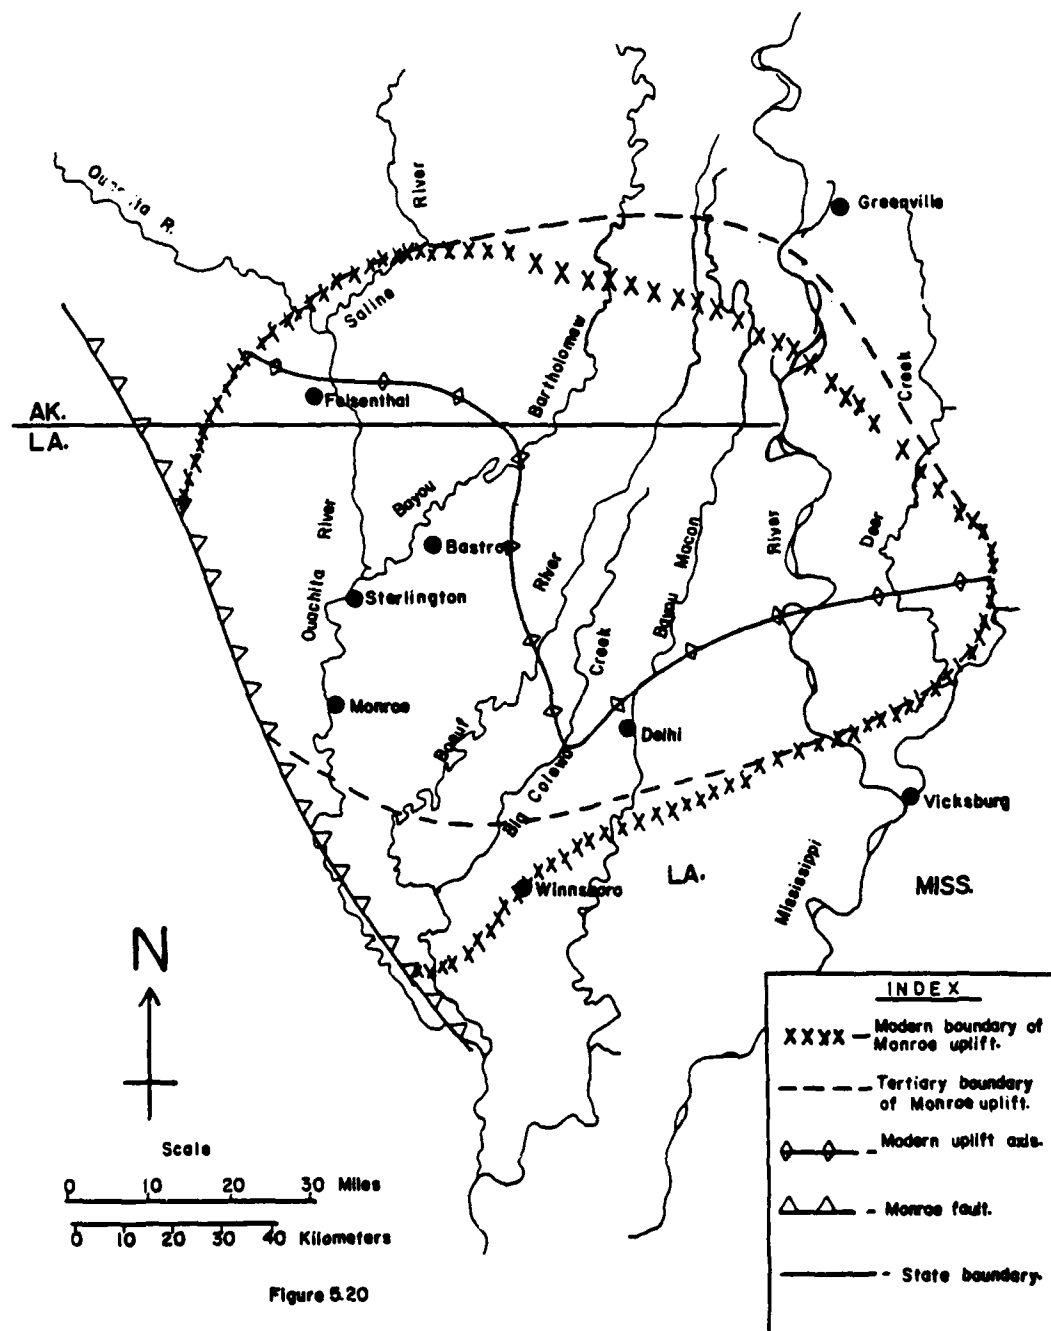 Greenville
River
Saline
Bartholomew
Creek
Felsenthal
AK.
LA.
Bayou
River
Bastrop
Ouachita
Sterlington
River
Creek
Bayou Macon
River
Deer
Monroe
Boeuf
Delhi
Big Colewa
Vicksburg
Winnsboro
LA.
MISS.
Mississippi
N
INDEX
XXXX - Modern boundary of
Monroe uplift.
- Tertiary boundary
of Monroe uplift.
- Modern uplift axis.
- Monroe fault.
- State boundary.
Scale
0 10 20 30 Miles
0 10 20 30 40 Kilometers
Figure 5.20